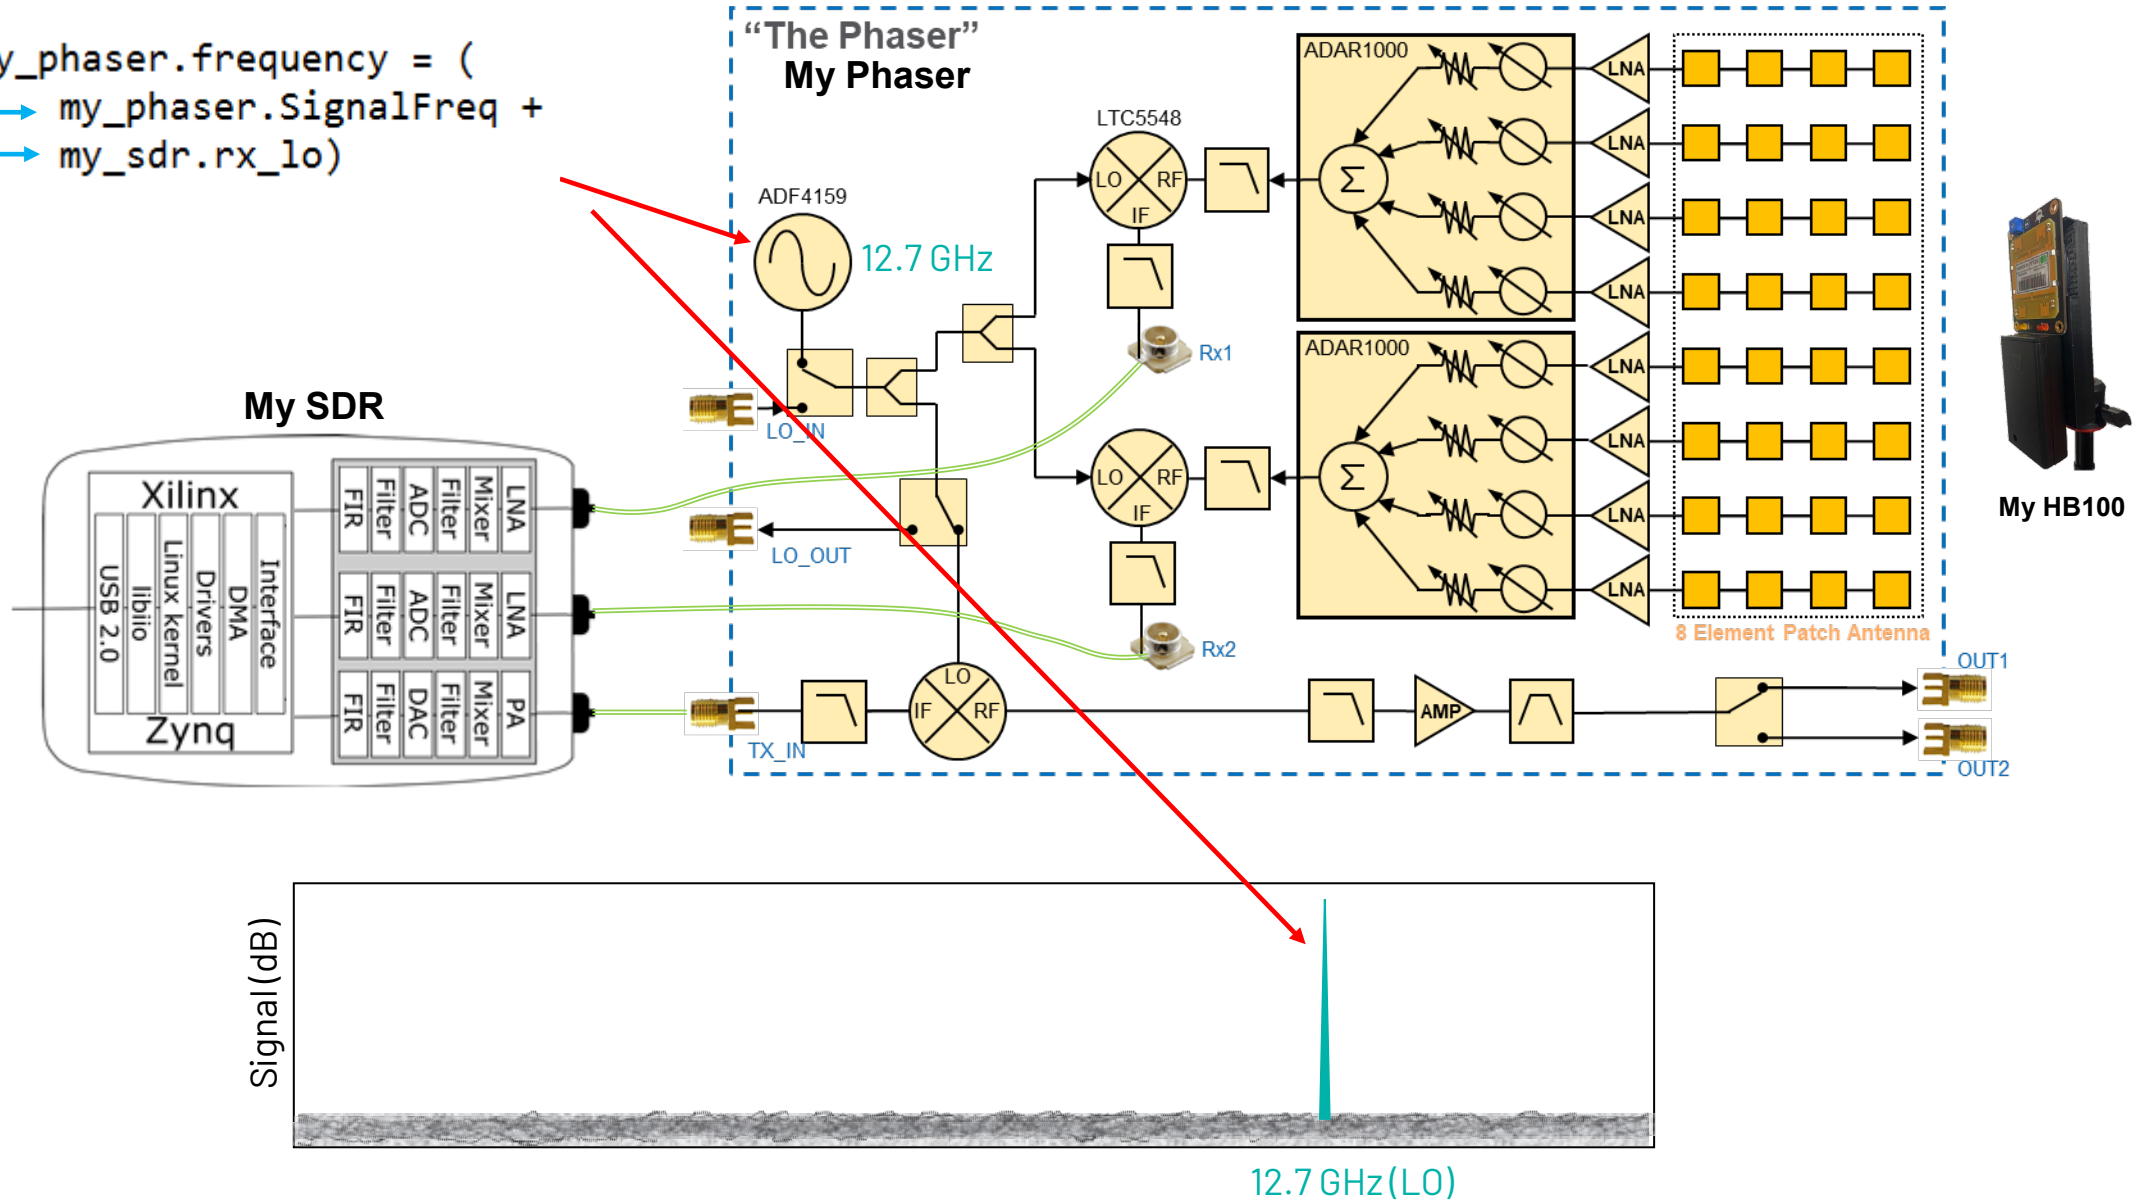 y_phaser.frequency = (
my_phaser.SignalFreq +
my_sdr.rx_lo)
"The Phaser"
My Phaser
ADF4159
12.7 GHz
LTC5548
LO
RF
IF
Rx1
ADAR1000
Σ
LNA
LNA
LNA
LNA
ADAR1000
Σ
LNA
LNA
LNA
LNA
8 Element Patch Antenna
My HB100
LO_IN
LO_OUT
LO
RF
IF
Rx2
My SDR
Xilinx
USB 2.0
libiio
Linux kernel
Drivers
DMA
Interface
Zynq
FIR
Filter
ADC
Filter
Mixer
LNA
FIR
Filter
ADC
Filter
Mixer
LNA
FIR
Filter
DAC
Filter
Mixer
PA
TX_IN
LO
IF
RF
AMP
OUT1
OUT2
Signal (dB)
12.7 GHz (LO)